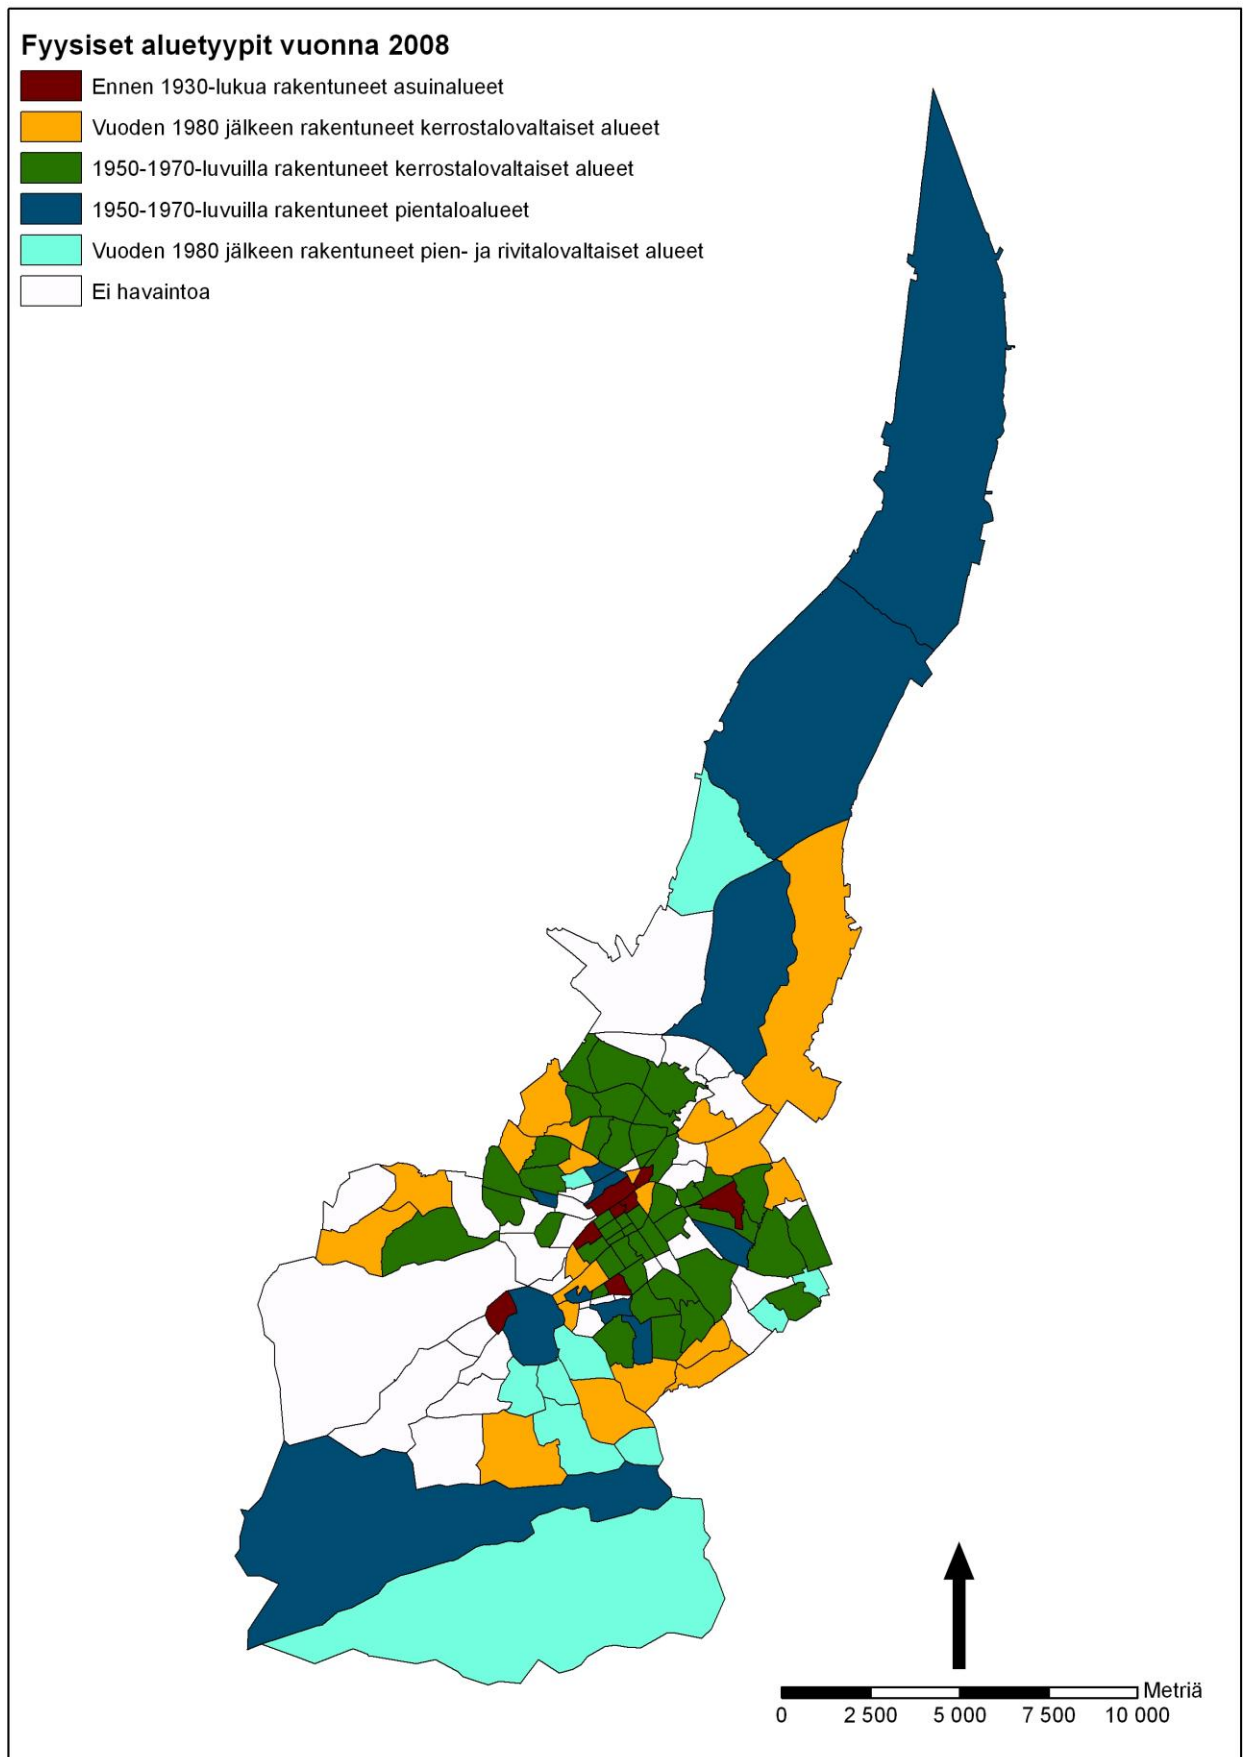 Fyysiset aluetyypit vuonna 2008
Ennen 1930-lukua rakentuneet asuinalueet
Vuoden 1980 jälkeen rakentuneet kerrostalovaltaiset alueet
1950-1970-luvuilla rakentuneet kerrostalovaltaiset alueet
1950-1970-luvuilla rakentuneet pientaloalueet
Vuoden 1980 jälkeen rakentuneet pien- ja rivitalovaltaiset alueet
Ei havaintoa
Metriä
0 2 500 5 000 7 500 10 000